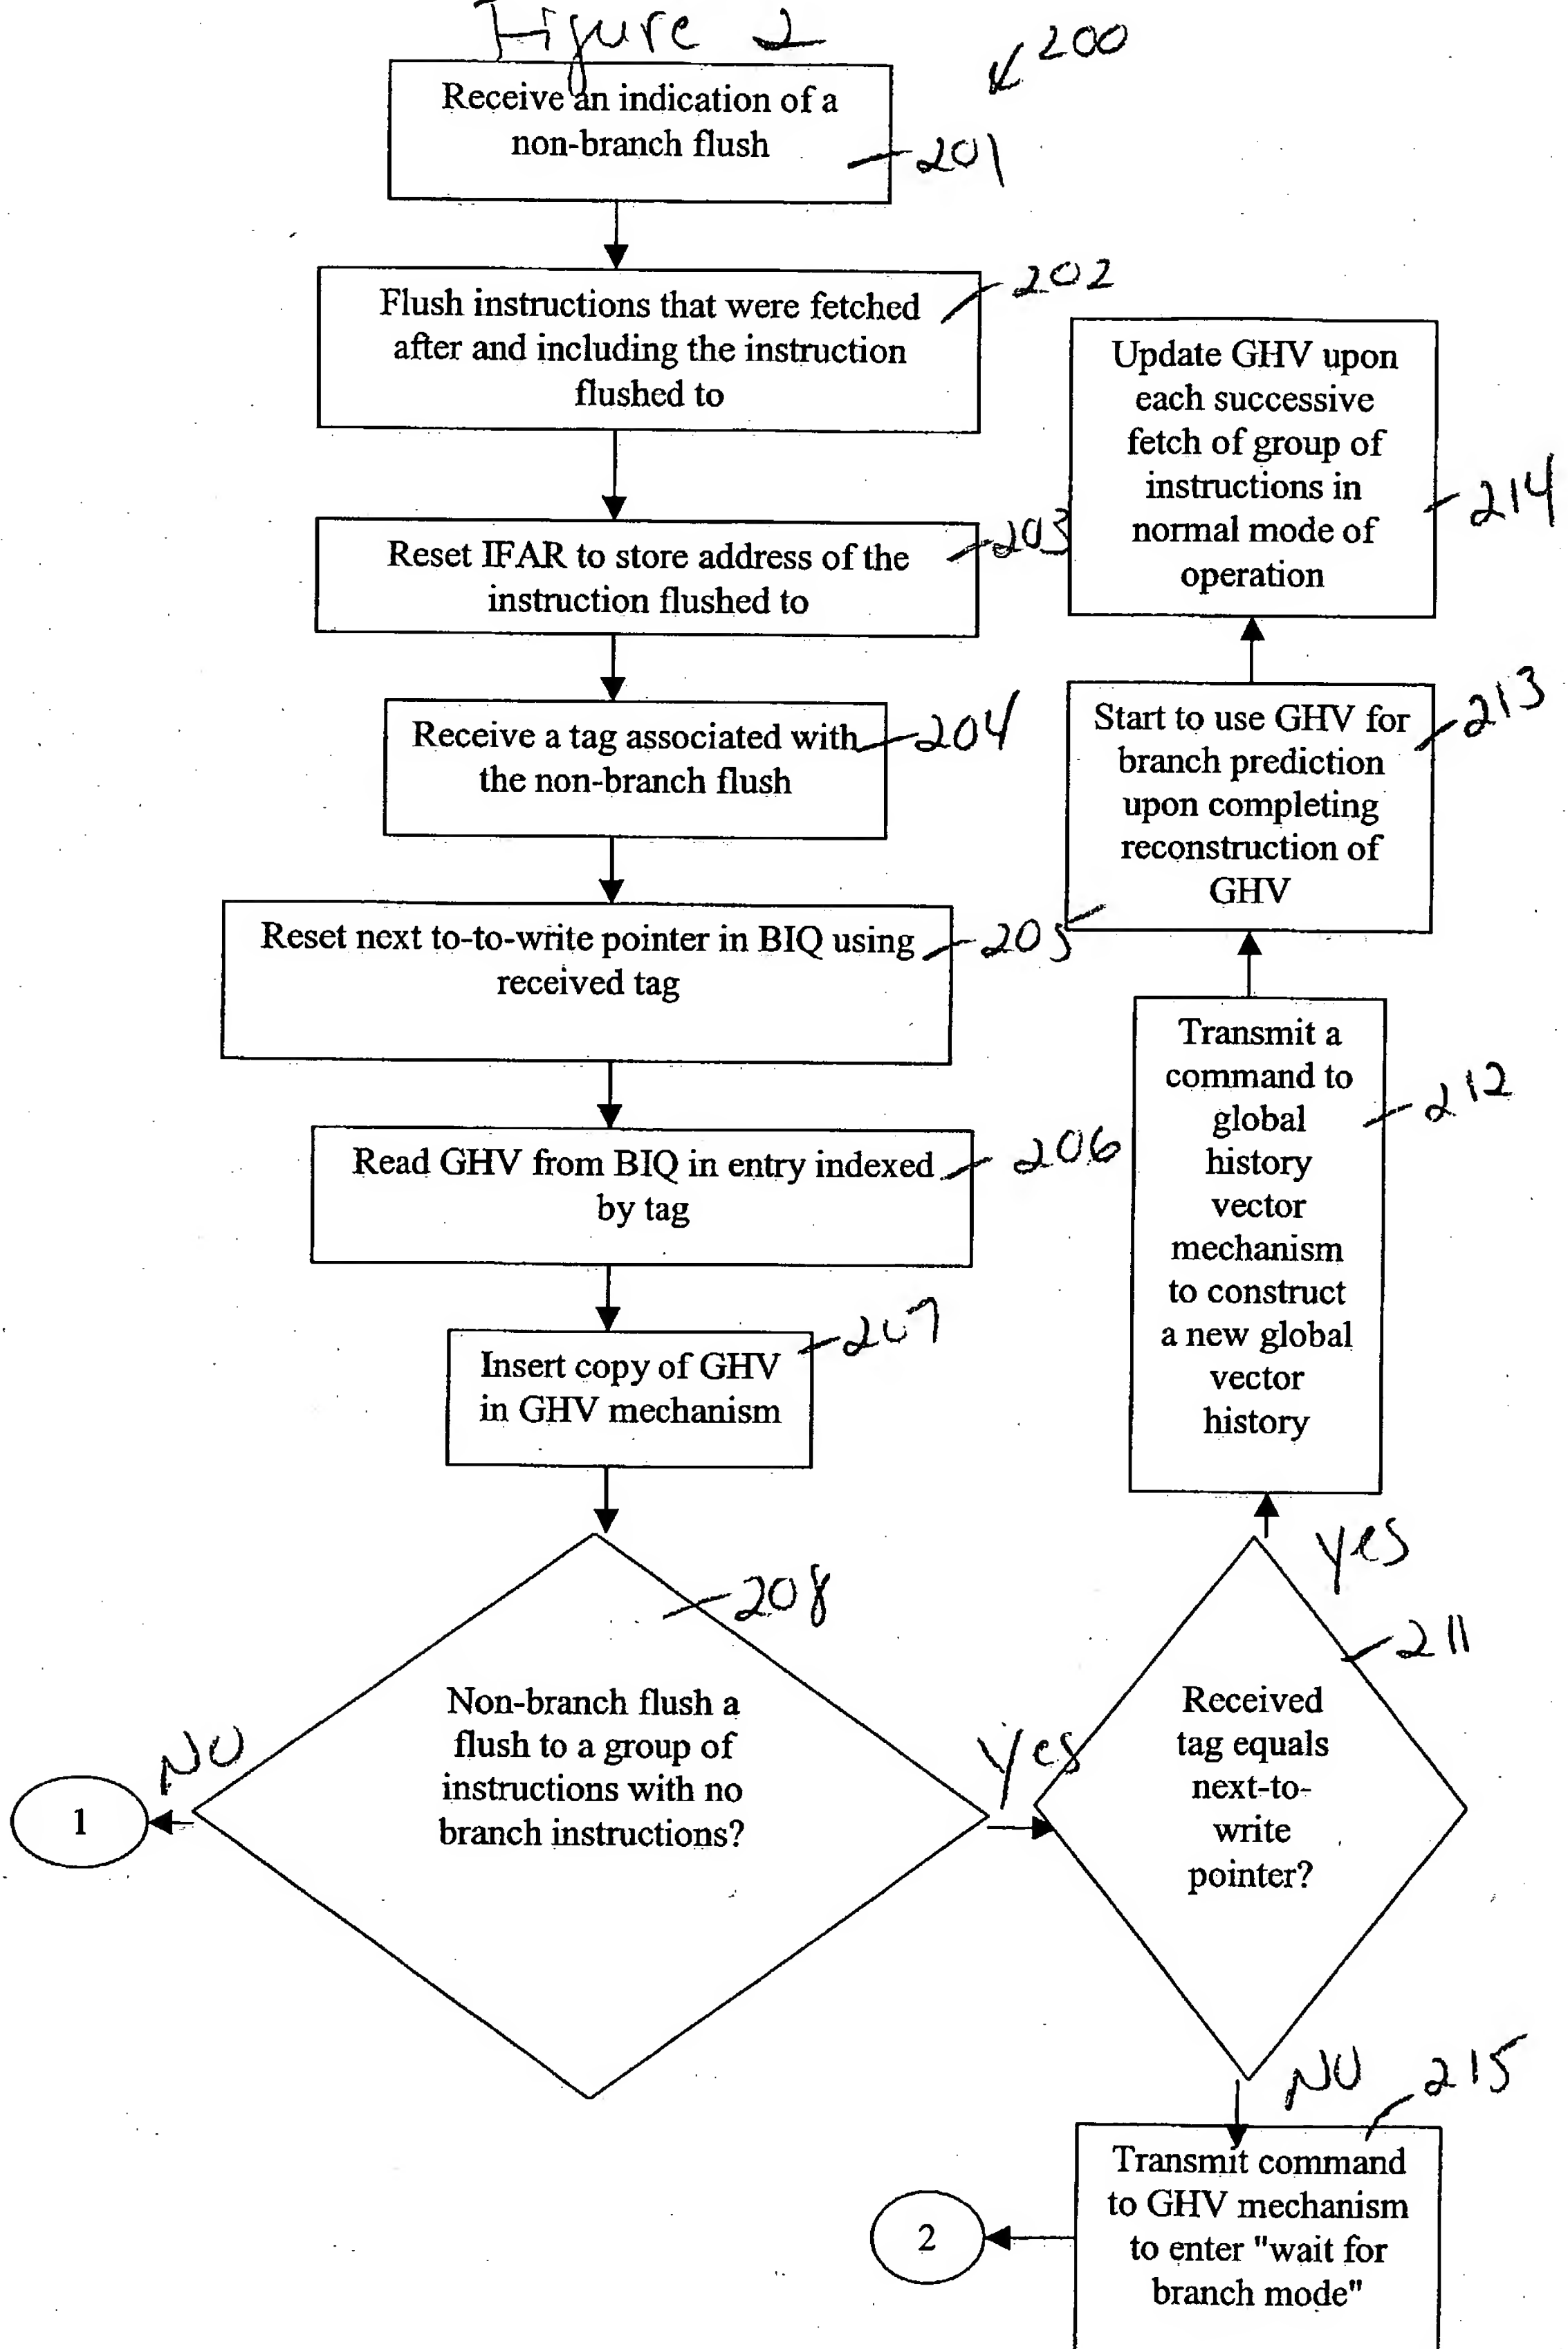 Figure 2
200
Receive an indication of a
non-branch flush
201
Flush instructions that were fetched
after and including the instruction
flushed to
202
Reset IFAR to store address of the
instruction flushed to
203
Receive a tag associated with
the non-branch flush
204
Reset next to-to-write pointer in BIQ using
received tag
205
Read GHV from BIQ in entry indexed
by tag
206
Insert copy of GHV
in GHV mechanism
207
208
Non-branch flush a
flush to a group of
instructions with no
branch instructions?
NO
1
Yes
211
Received
tag equals
next-to-
write
pointer?
yes
Transmit a
command to
global
history
vector
mechanism
to construct
a new global
vector
history
212
Start to use GHV for
branch prediction
upon completing
reconstruction of
GHV
213
Update GHV upon
each successive
fetch of group of
instructions in
normal mode of
operation
214
NO
215
Transmit command
to GHV mechanism
to enter "wait for
branch mode"
2